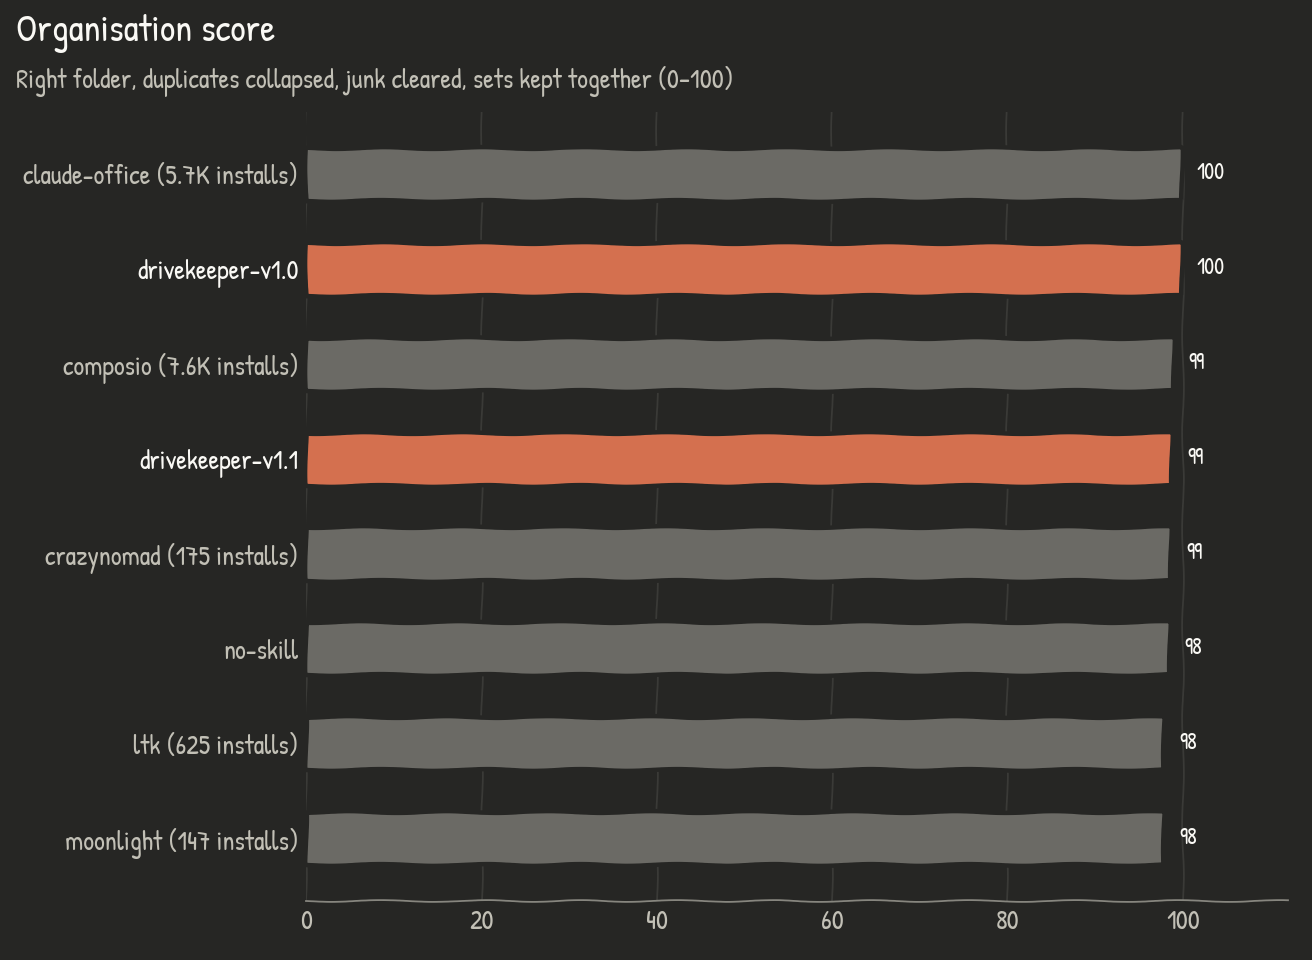 Organisation score
Right folder, duplicates collapsed, junk cleared, sets kept together (0-100)
claude-office (5.7K installs) 100
drivekeeper-v1.0 100
composio (7.6K installs) 99
drivekeeper-v1.1 99
crazynomad (175 installs) 99
no-skill 98
ltk (625 installs) 98
moonlight (147 installs) 98
0 20 40 60 80 100